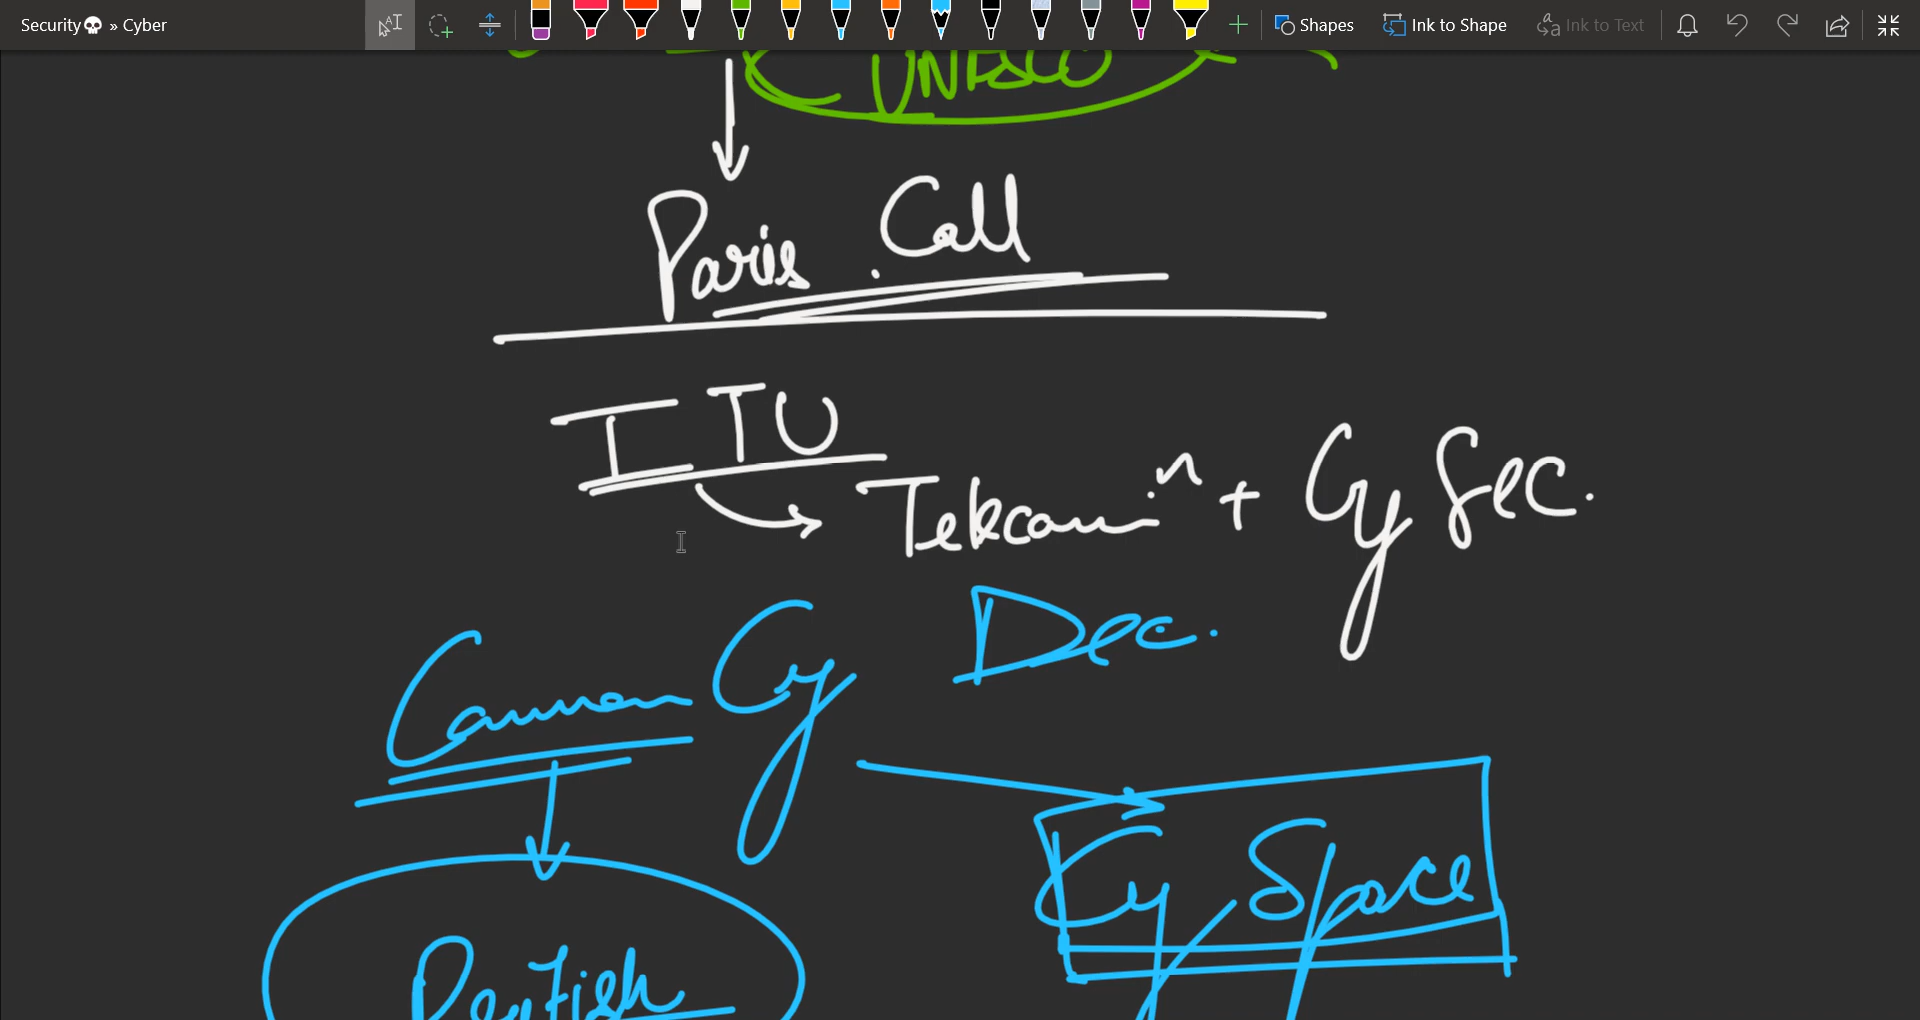 Security💀 » Cyber
Shapes Ink to Shape Ink to Text
UNESCO
Paris Call
ITU
Telecomm.n + Cy Sec.
Common Cy Dec.
Cy Space